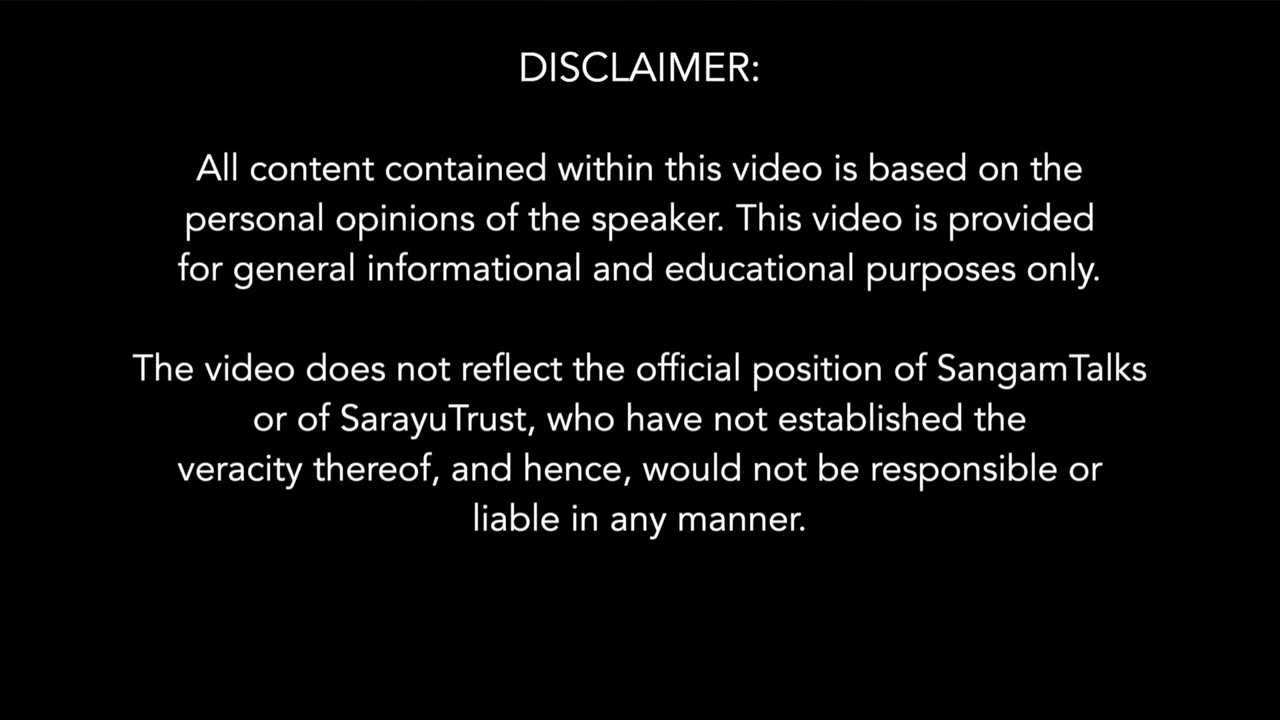 DISCLAIMER:
All content contained within this video is based on the
personal opinions of the speaker. This video is provided
for general informational and educational purposes only.
The video does not reflect the official position of SangamTalks
or of SarayuTrust, who have not established the
veracity thereof, and hence, would not be responsible or
liable in any manner.